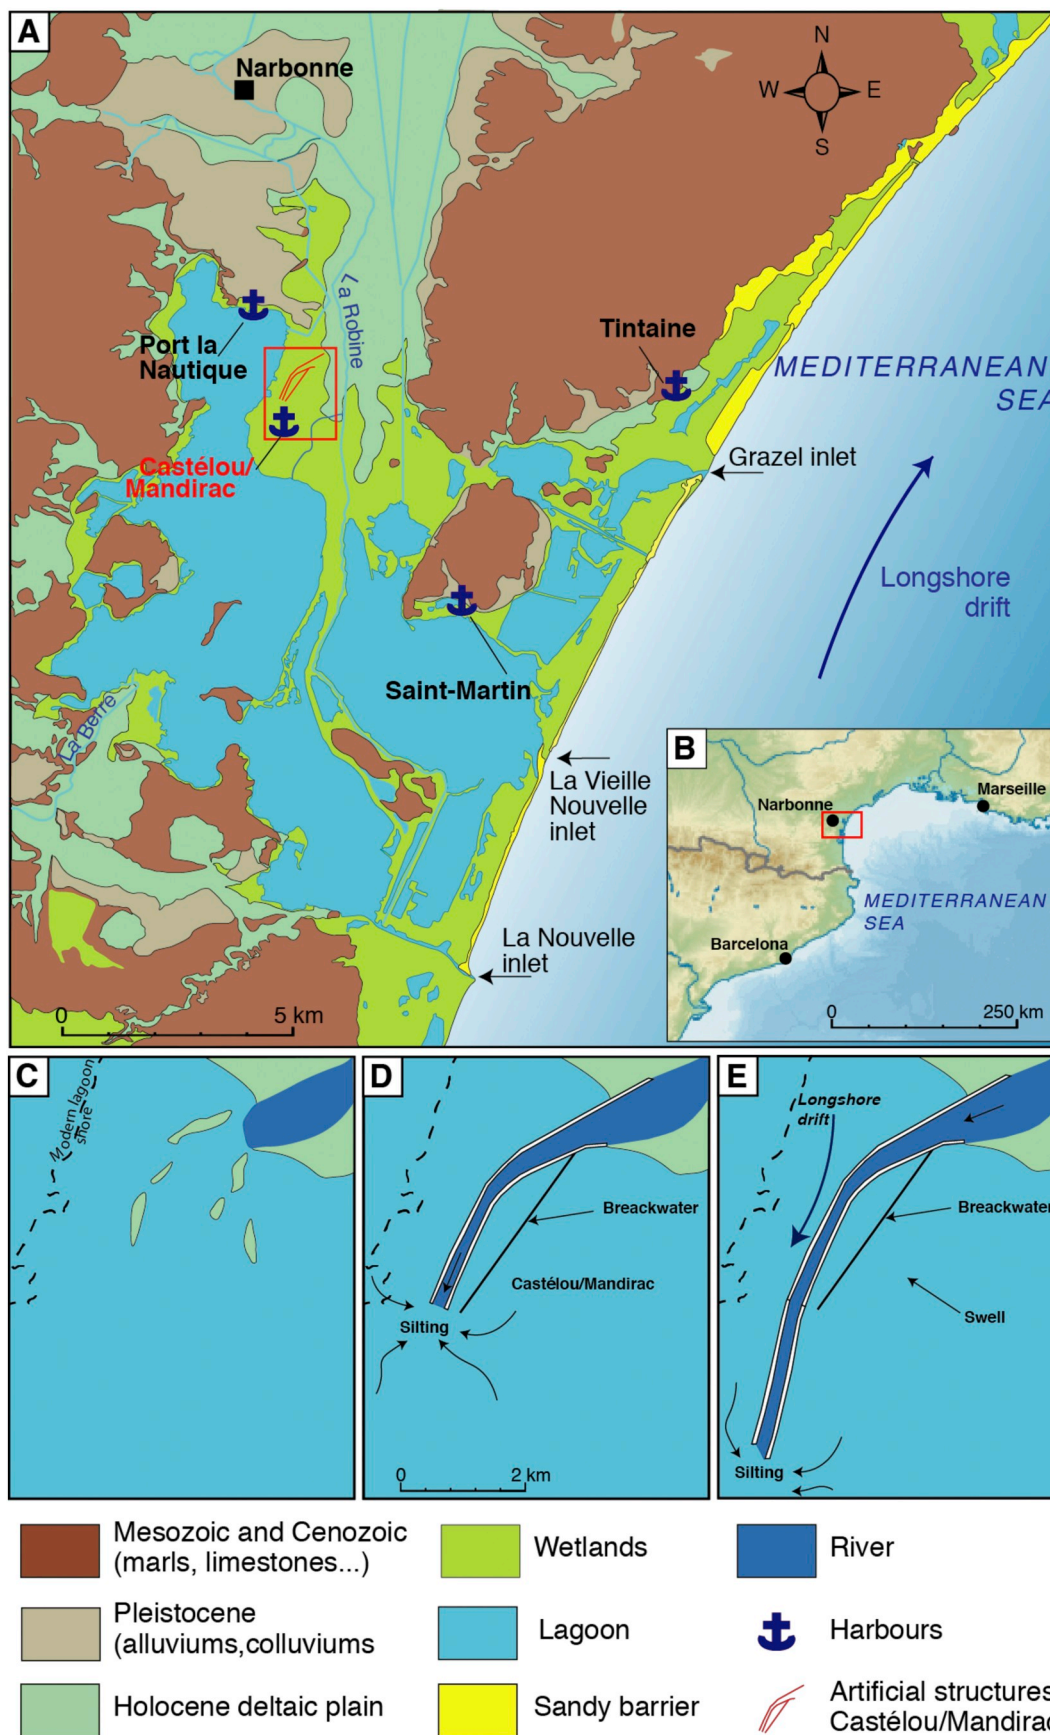 A
Narbonne
N
W
E
S
La Robine
Port la
Nautique
Tintaine
MEDITERRANEAN
SEA
Castélou/
Mandirac
Grazel inlet
Longshore
drift
Saint-Martin
La Berre
La Vieille
Nouvelle
inlet
La Nouvelle
inlet
0
5 km
B
Narbonne
Marseille
MEDITERRANEAN
SEA
Barcelona
0
250 km
C
Modern lagoon
shore
D
Breackwater
Castélou/Mandirac
Silting
0
2 km
E
Longshore
drift
Breackwater
Swell
Silting
Mesozoic and Cenozoic
(marls, limestones...)
Wetlands
River
Pleistocene
(alluviums,colluviums
Lagoon
Harbours
Holocene deltaic plain
Sandy barrier
Artificial structures
Castélou/Mandirac